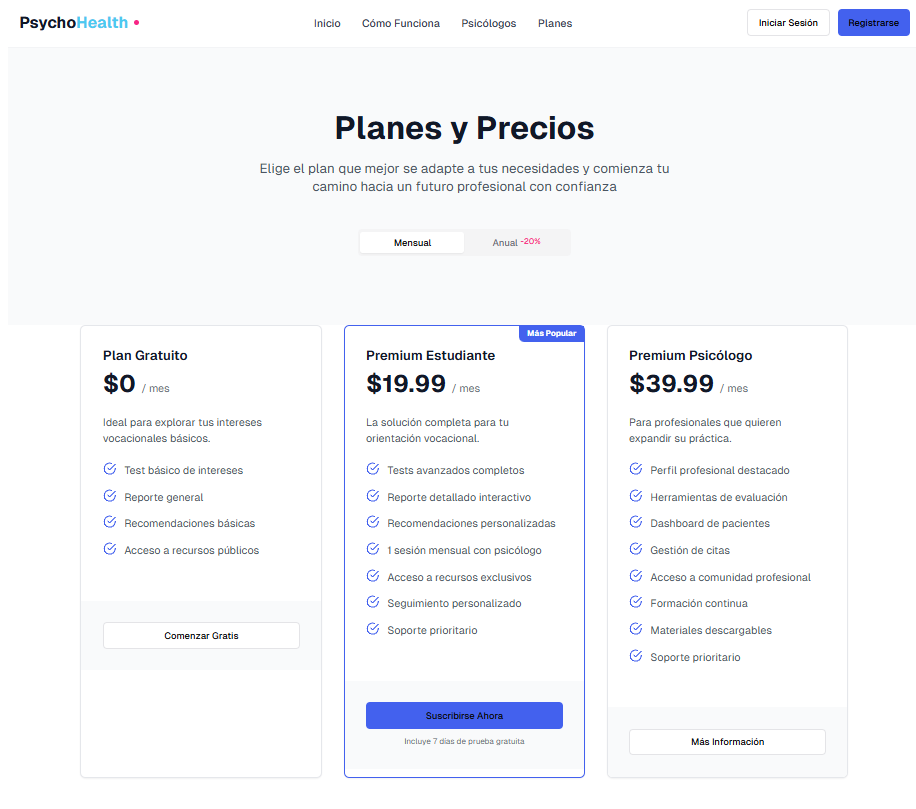 PsychoHealth
Inicio
Cómo Funciona
Psicólogos
Planes
Iniciar Sesión
Registrarse
Planes y Precios
Elige el plan que mejor se adapte a tus necesidades y comienza tu
camino hacia un futuro profesional con confianza
Mensual
Anual -20%
Plan Gratuito
$0 / mes
Ideal para explorar tus intereses
vocacionales básicos.
Test básico de intereses
Reporte general
Recomendaciones básicas
Acceso a recursos públicos
Comenzar Gratis
Más Popular
Premium Estudiante
$19.99 / mes
La solución completa para tu
orientación vocacional.
Tests avanzados completos
Reporte detallado interactivo
Recomendaciones personalizadas
1 sesión mensual con psicólogo
Acceso a recursos exclusivos
Seguimiento personalizado
Soporte prioritario
Suscribirse Ahora
Incluye 7 días de prueba gratuita
Premium Psicólogo
$39.99 / mes
Para profesionales que quieren
expandir su práctica.
Perfil profesional destacado
Herramientas de evaluación
Dashboard de pacientes
Gestión de citas
Acceso a comunidad profesional
Formación continua
Materiales descargables
Soporte prioritario
Más Información